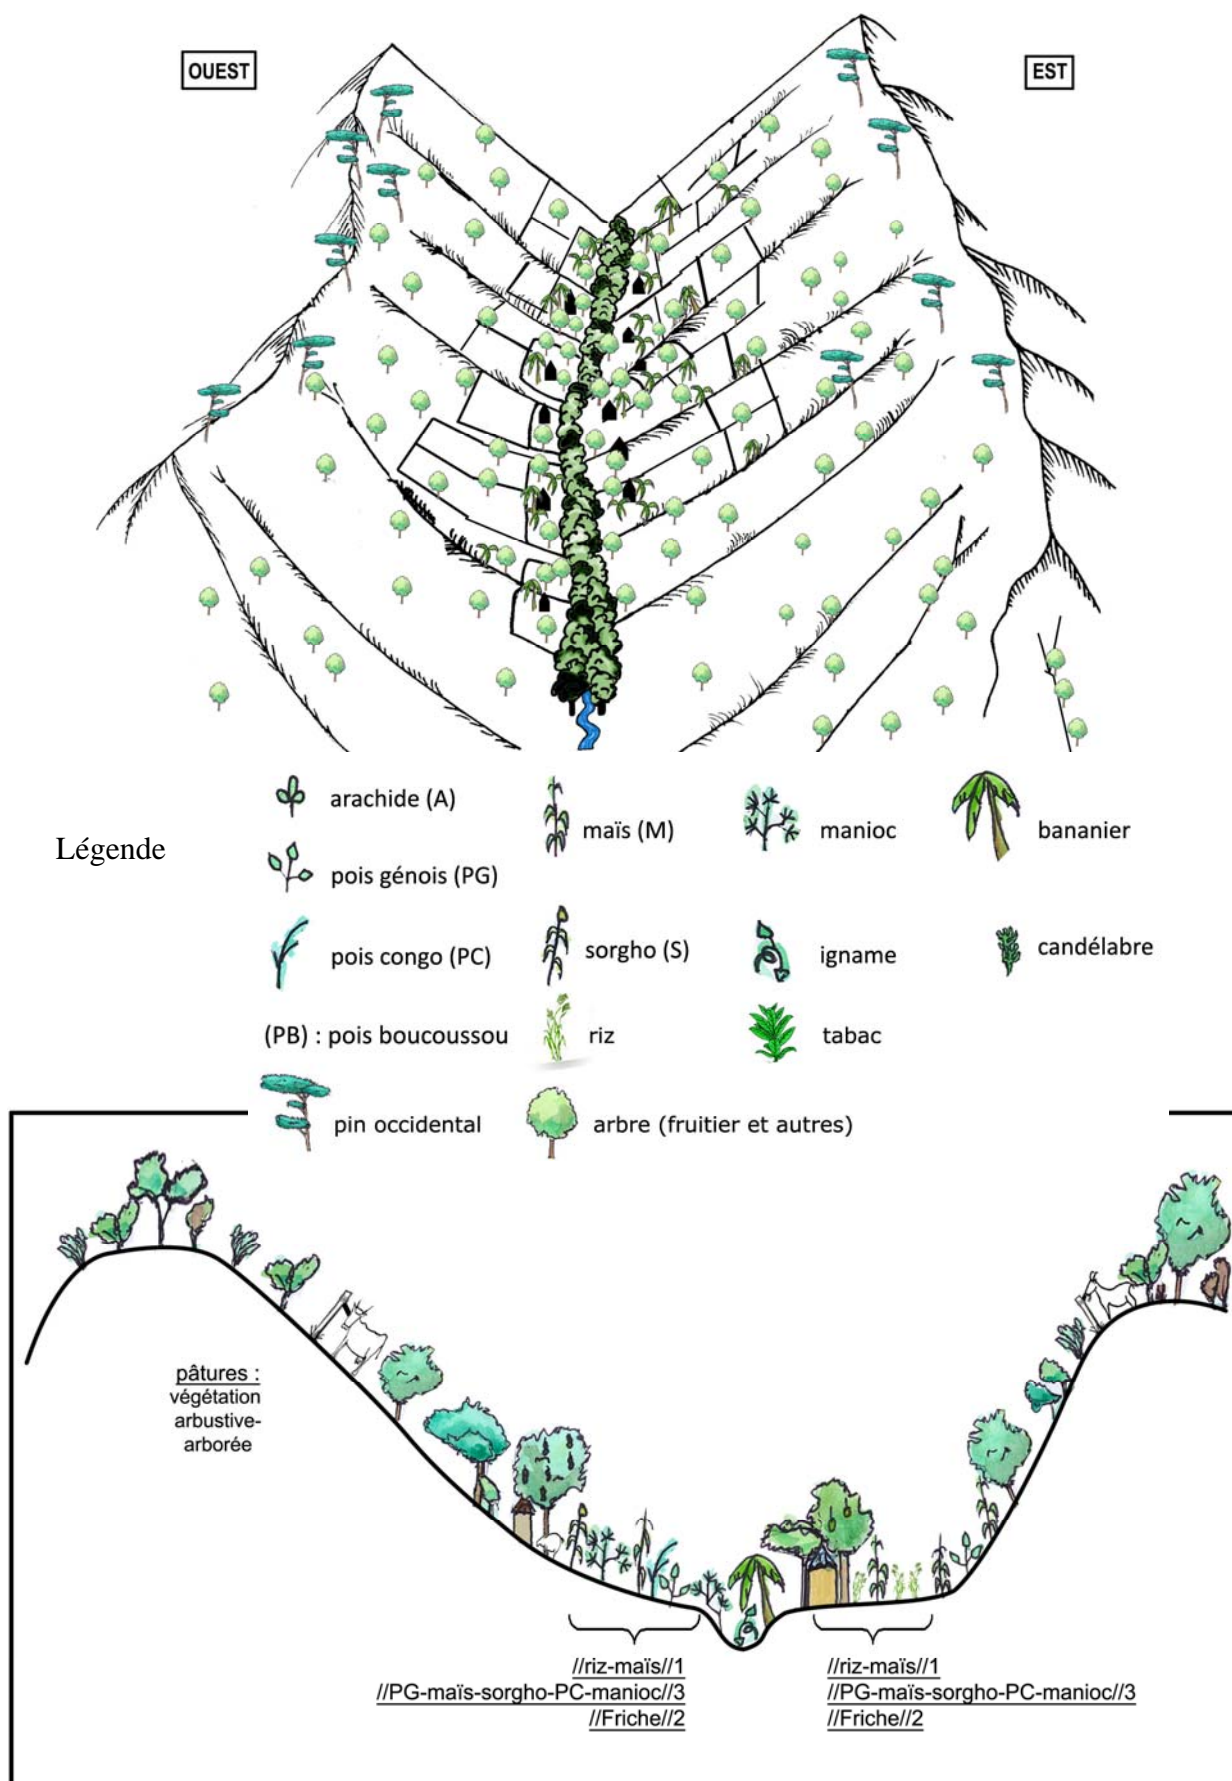 OUEST
EST
Légende
arachide (A)
maïs (M)
manioc
bananier
pois génois (PG)
pois congo (PC)
sorgho (S)
igname
candélabre
(PB) : pois boucoussou
riz
tabac
pin occidental
arbre (fruitier et autres)
pâtures :
végétation
arbustive-
arborée
//riz-maïs//1
//PG-maïs-sorgho-PC-manioc//3
//Friche//2
//riz-maïs//1
//PG-maïs-sorgho-PC-manioc//3
//Friche//2